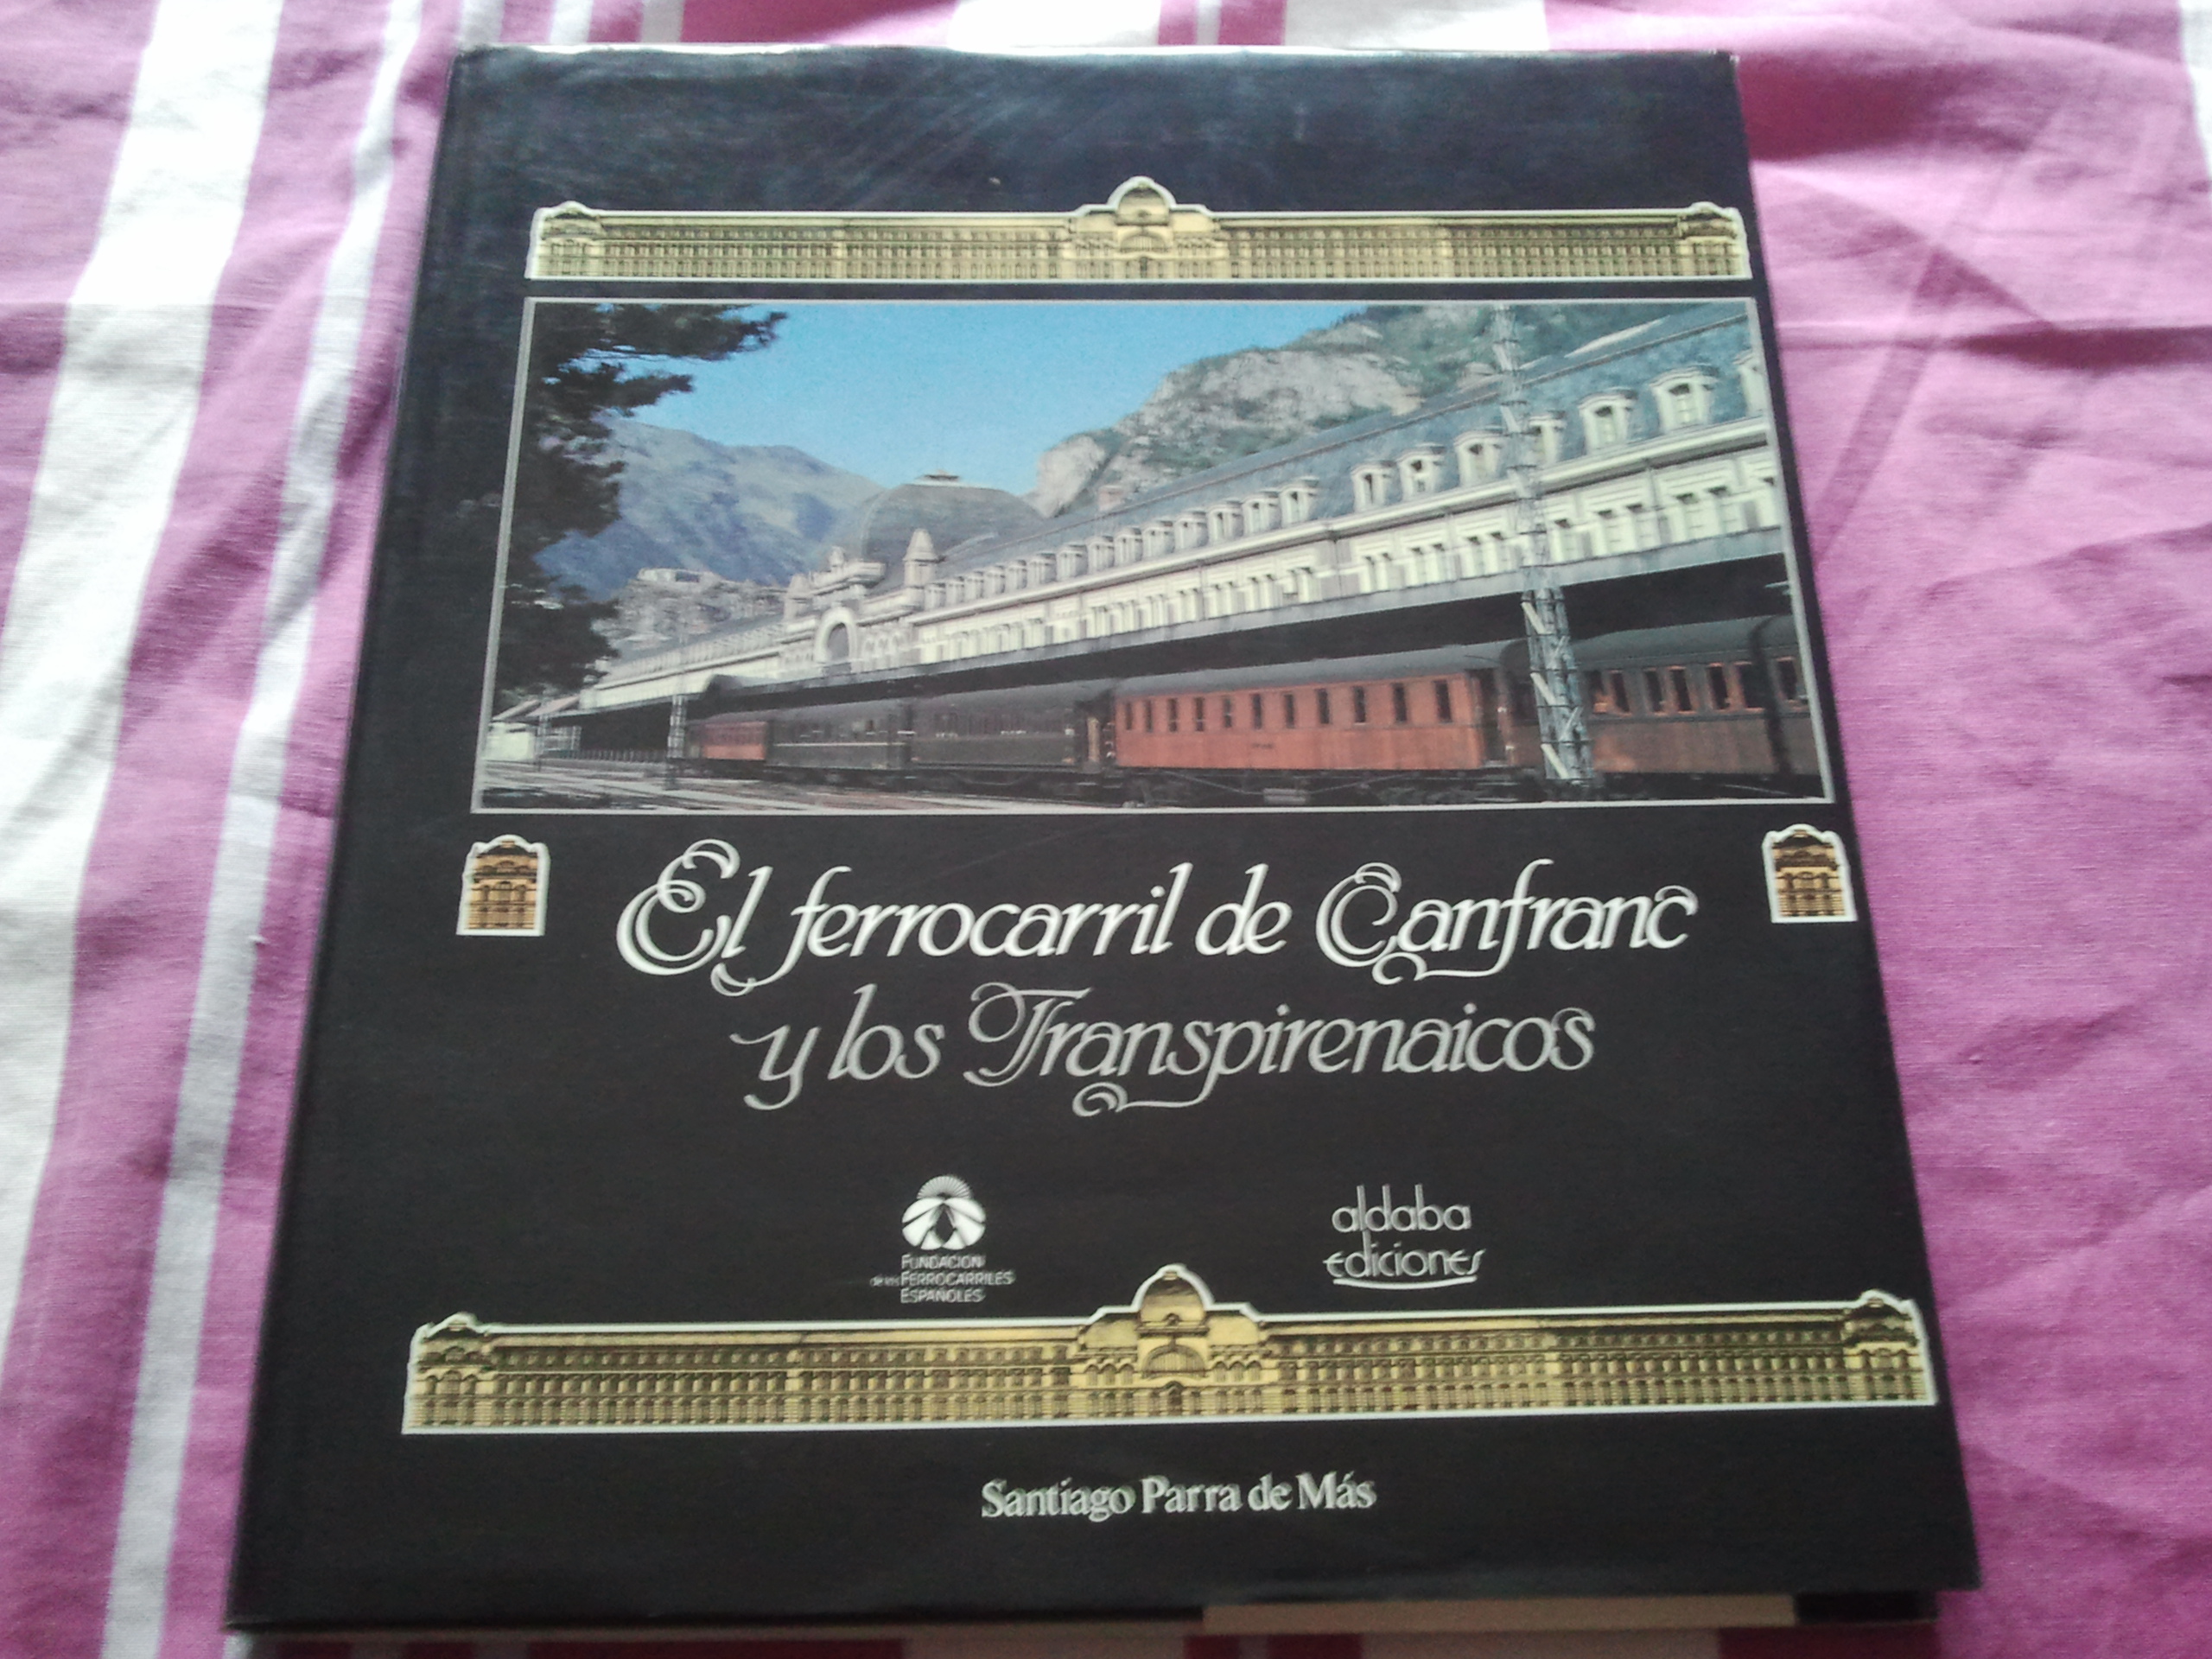 El ferrocarril de Canfranc
y los Transpirenaicos
FUNDACION
de los FERROCARRILES
ESPAÑOLES
aldaba
ediciones
Santiago Parra de Más